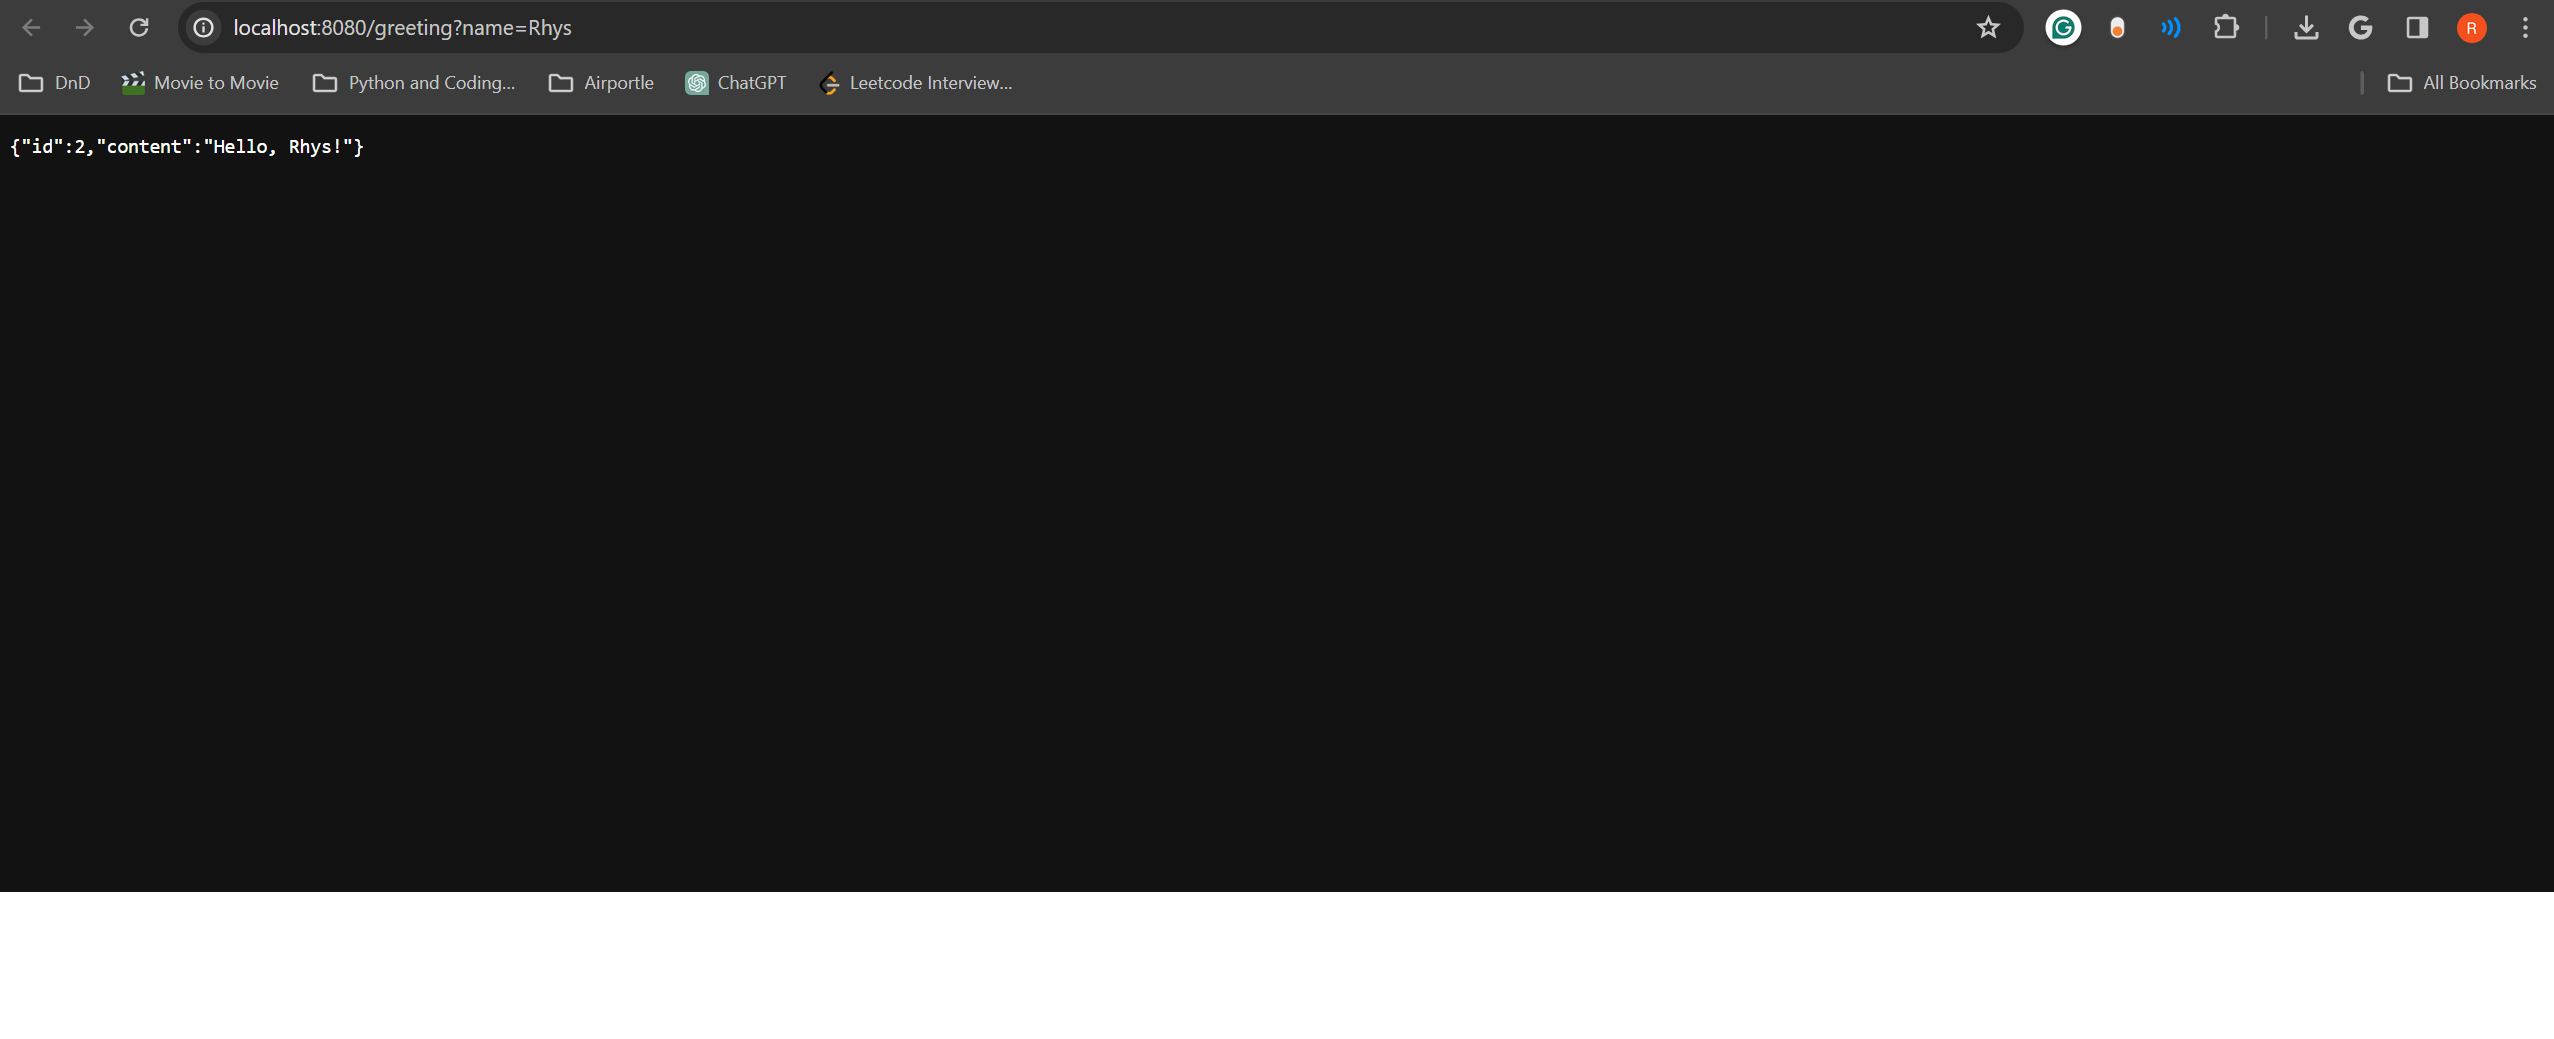 localhost:8080/greeting?name=Rhys
R
DnD Movie to Movie Python and Coding... Airportle ChatGPT Leetcode Interview... All Bookmarks
{"id":2,"content":"Hello, Rhys!"}